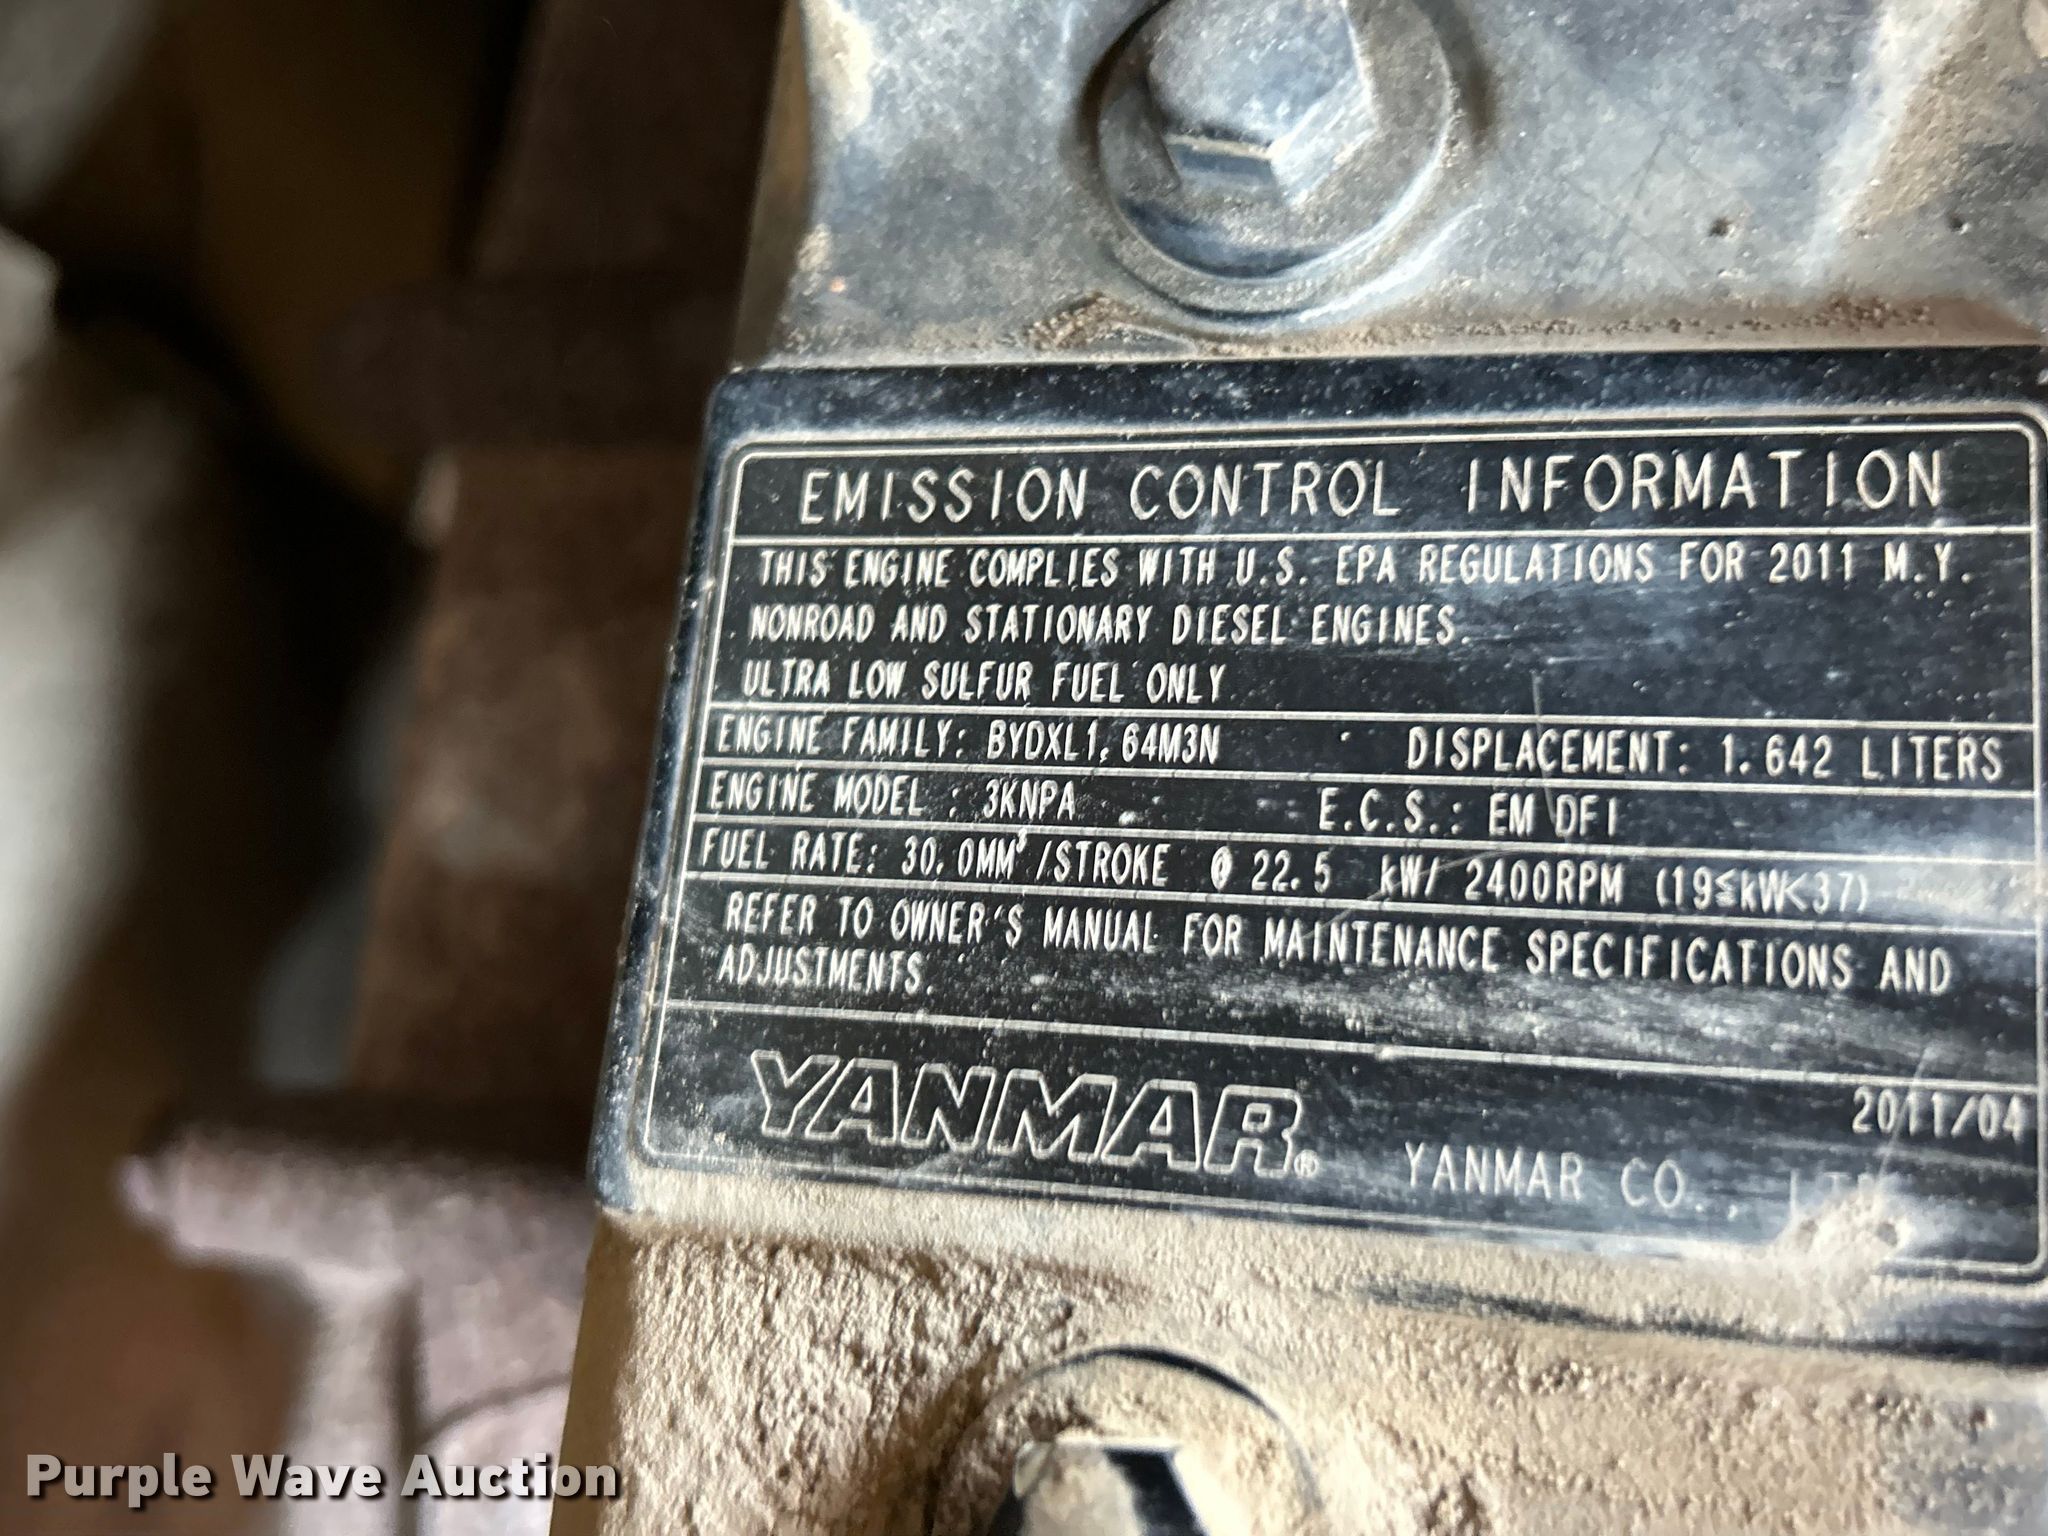 EMISSION CONTROL INFORMATION
THIS ENGINE COMPLIES WITH U.S. EPA REGULATIONS FOR 2011 M.Y.
NONROAD AND STATIONARY DIESEL ENGINES.
ULTRA LOW SULFUR FUEL ONLY
ENGINE FAMILY: BYDXL1.64M3N DISPLACEMENT: 1.642 LITERS
ENGINE MODEL : 3KNPA E.C.S.: EM DFI
FUEL RATE: 30.0MM³/STROKE @ 22.5 kW/ 2400RPM (19≤kW<37)
REFER TO OWNER'S MANUAL FOR MAINTENANCE SPECIFICATIONS AND
ADJUSTMENTS.
2011/04
YANMAR® YANMAR CO.,
Purple Wave Auction